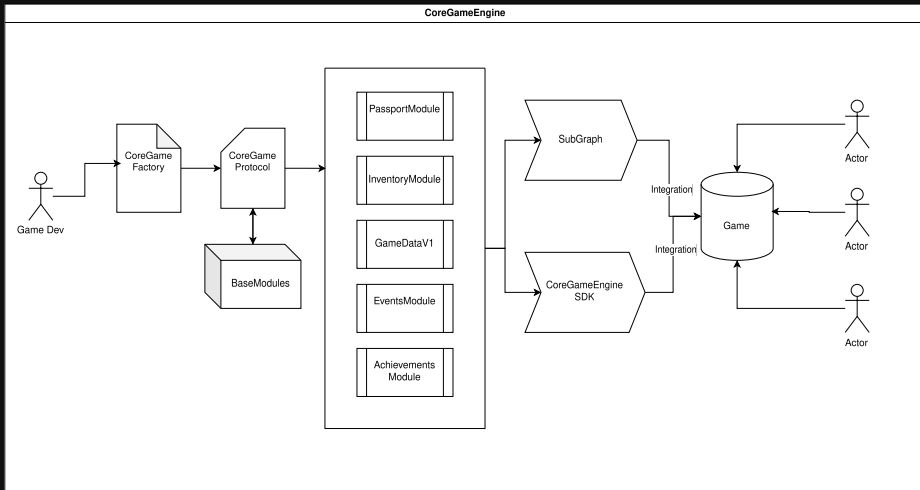 CoreGameEngine
Game Dev
CoreGame
Factory
CoreGame
Protocol
BaseModules
PassportModule
InventoryModule
GameDataV1
EventsModule
Achievements
Module
SubGraph
CoreGameEngine
SDK
Integration
Integration
Game
Actor
Actor
Actor